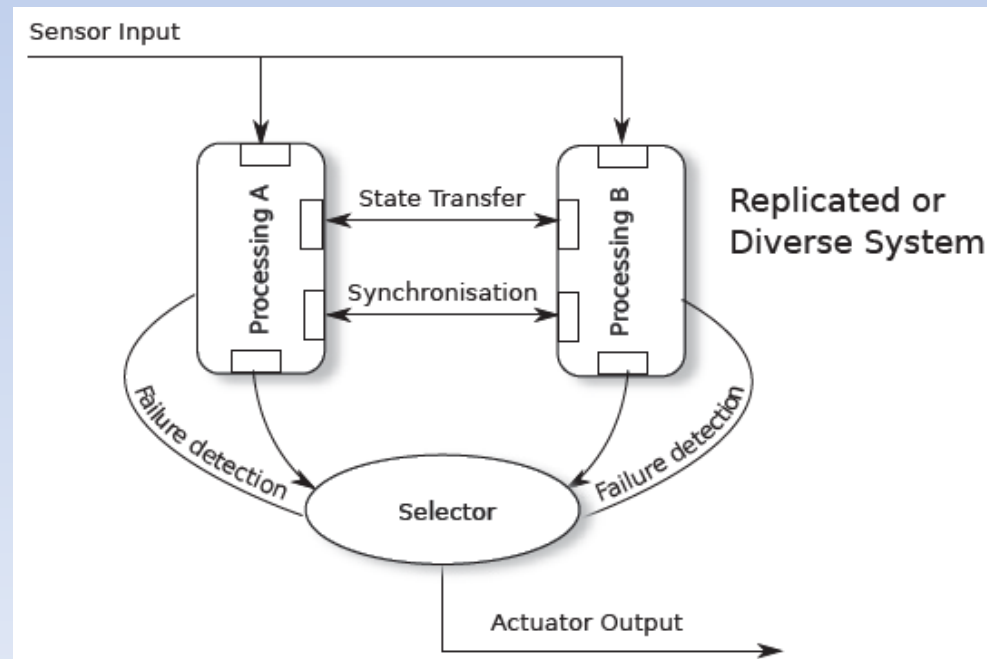 Sensor Input
Processing A
State Transfer
Synchronisation
Processing B
Replicated or
Diverse System
Failure detection
Failure detection
Selector
Actuator Output